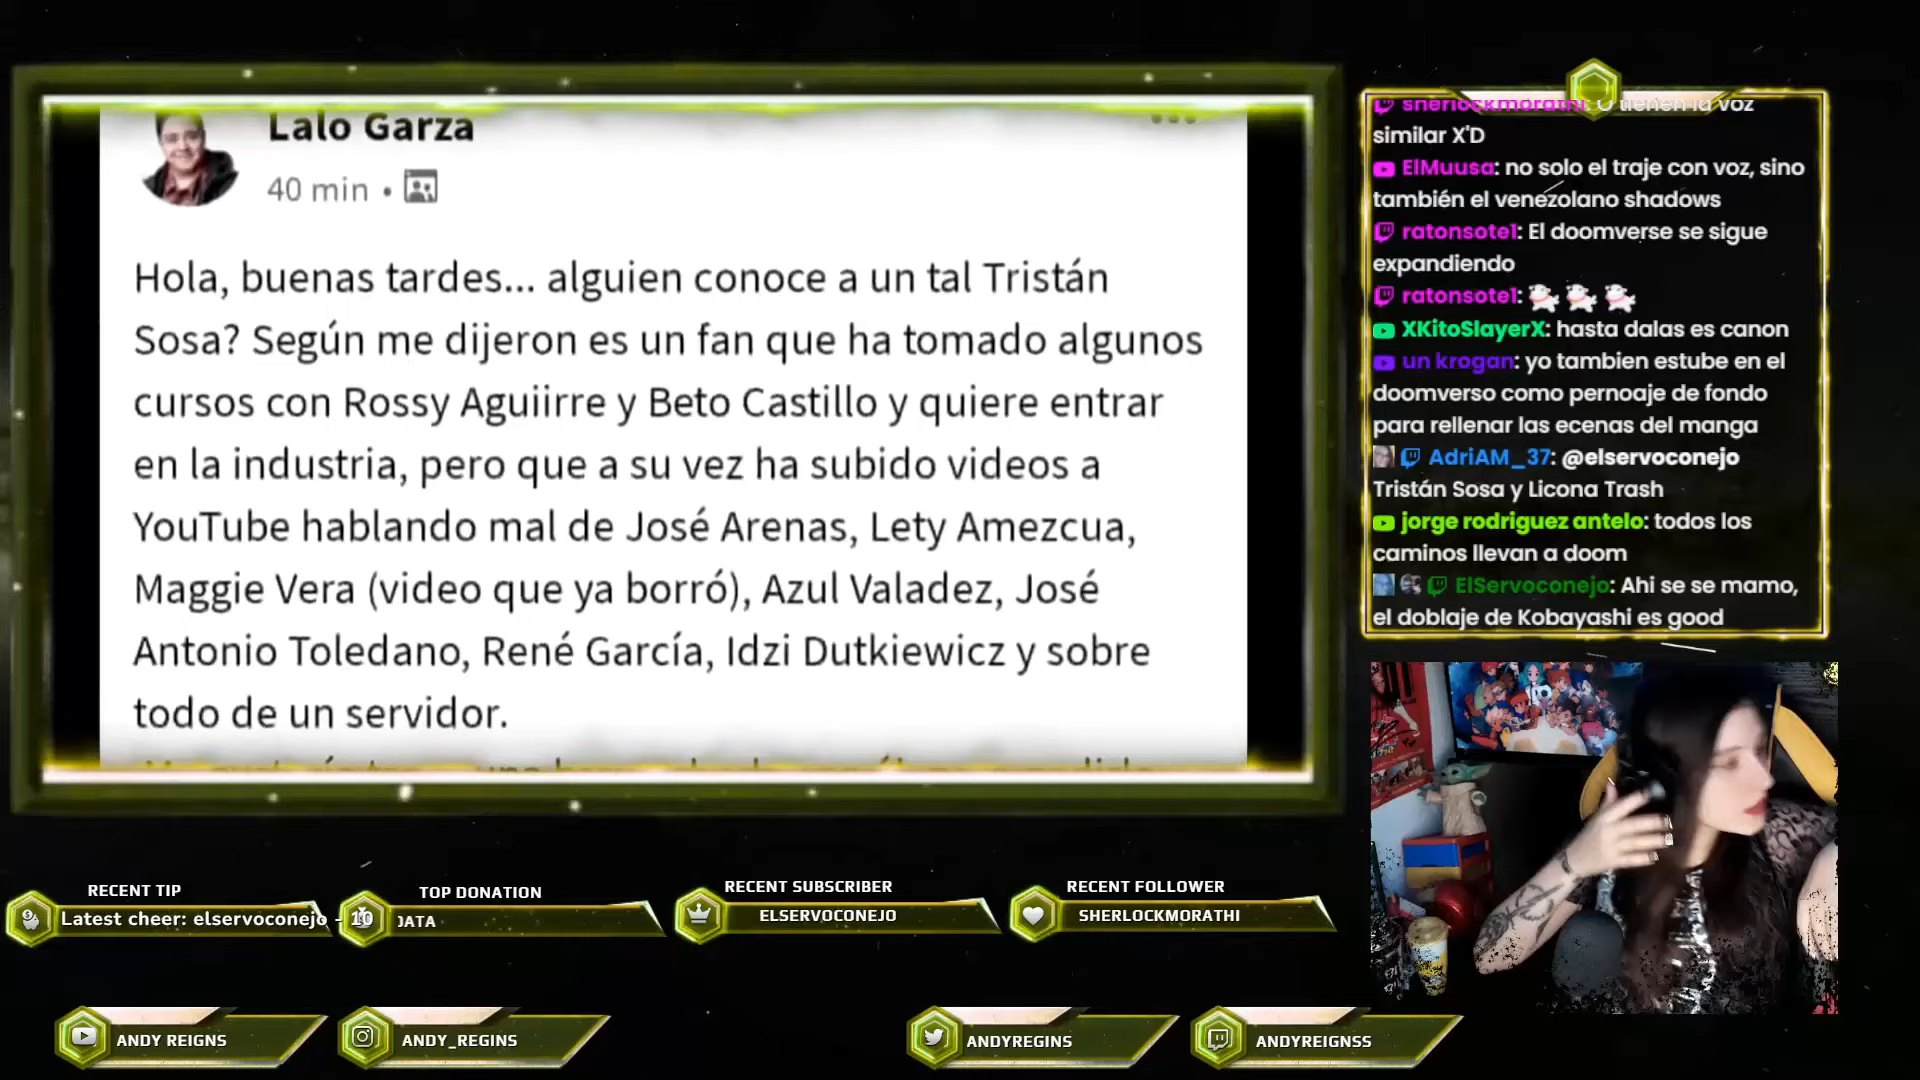 Lalo Garza
40 min •
Hola, buenas tardes... alguien conoce a un tal Tristán
Sosa? Según me dijeron es un fan que ha tomado algunos
cursos con Rossy Aguiirre y Beto Castillo y quiere entrar
en la industria, pero que a su vez ha subido videos a
YouTube hablando mal de José Arenas, Lety Amezcua,
Maggie Vera (video que ya borró), Azul Valadez, José
Antonio Toledano, René García, Idzi Dutkiewicz y sobre
todo de un servidor.
sherlockmorathi: O tienen la voz
similar X'D
ElMuusa: no solo el traje con voz, sino
también el venezolano shadows
ratonsote1: El doomverse se sigue
expandiendo
ratonsote1:
XKitoSlayerX: hasta dalas es canon
un krogan: yo tambien estube en el
doomverso como pernoaje de fondo
para rellenar las ecenas del manga
AdriAM_37: @elservoconejo
Tristán Sosa y Licona Trash
jorge rodriguez antelo: todos los
caminos llevan a doom
ElServoconejo: Ahi se se mamo,
el doblaje de Kobayashi es good
RECENT TIP
Latest cheer: elservoconejo - 10
TOP DONATION
DATA
RECENT SUBSCRIBER
ELSERVOCONEJO
RECENT FOLLOWER
SHERLOCKMORATHI
ANDY REIGNS
ANDY_REGINS
ANDYREGINS
ANDYREIGNSS